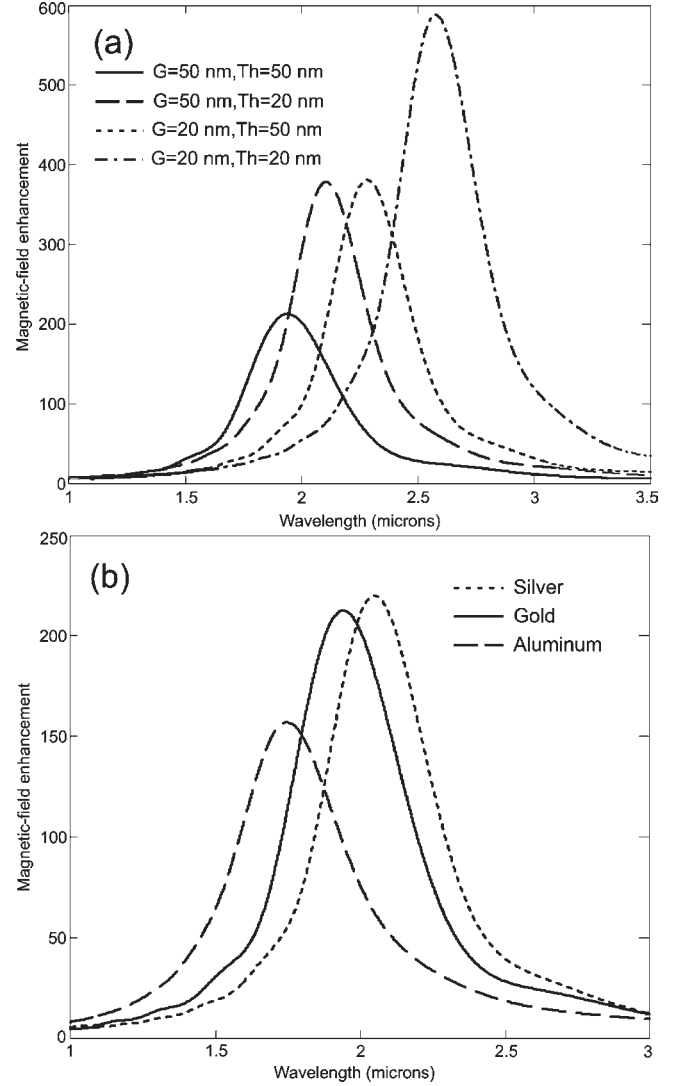 (a)
G=50 nm,Th=50 nm
G=50 nm,Th=20 nm
G=20 nm,Th=50 nm
G=20 nm,Th=20 nm
Magnetic-field enhancement
600
500
400
300
200
100
0
1
1.5
2
2.5
3
3.5
Wavelength (microns)
(b)
Silver
Gold
Aluminum
Magnetic-field enhancement
250
200
150
100
50
0
1
1.5
2
2.5
3
Wavelength (microns)